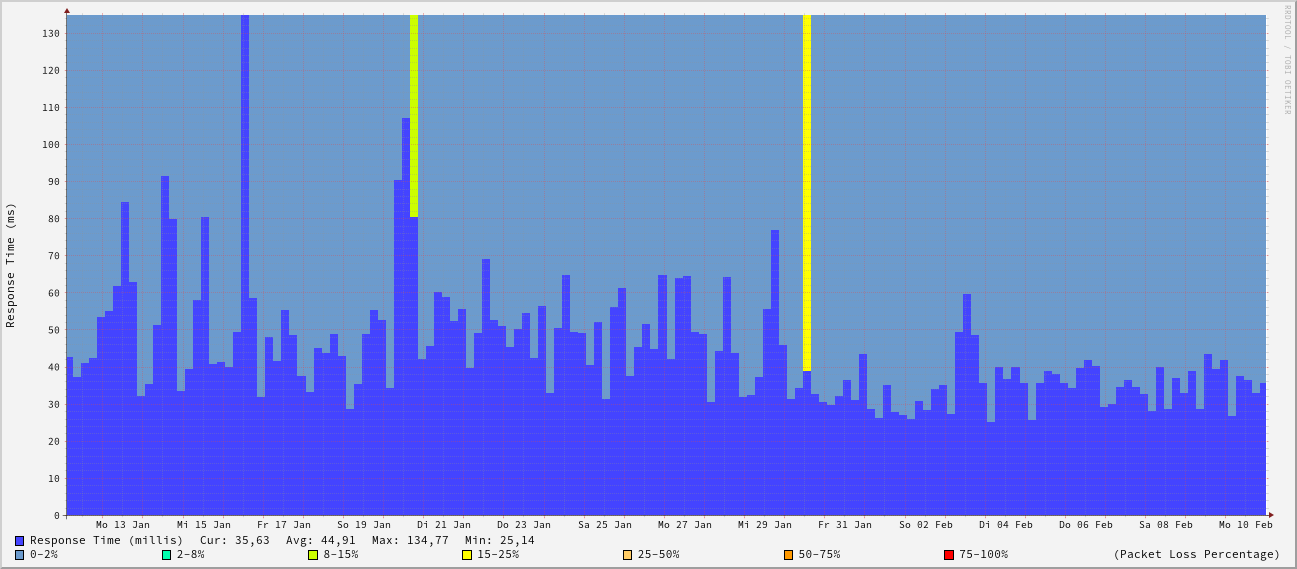 RRDTOOL / TOBI OETIKER
Response Time (ms)
130
120
110
100
90
80
70
60
50
40
30
20
10
0
Mo 13 Jan Mi 15 Jan Fr 17 Jan So 19 Jan Di 21 Jan Do 23 Jan Sa 25 Jan Mo 27 Jan Mi 29 Jan Fr 31 Jan So 02 Feb Di 04 Feb Do 06 Feb Sa 08 Feb Mo 10 Feb
Response Time (millis) Cur: 35,63 Avg: 44,91 Max: 134,77 Min: 25,14
0-2% 2-8% 8-15% 15-25% 25-50% 50-75% 75-100% (Packet Loss Percentage)